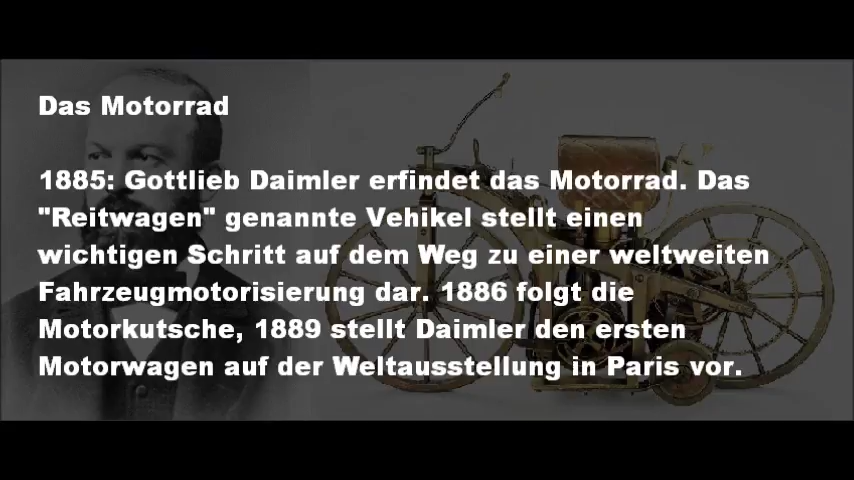 Das Motorrad
1885: Gottlieb Daimler erfindet das Motorrad. Das
"Reitwagen" genannte Vehikel stellt einen
wichtigen Schritt auf dem Weg zu einer weltweiten
Fahrzeugmotorisierung dar. 1886 folgt die
Motorkutsche, 1889 stellt Daimler den ersten
Motorwagen auf der Weltausstellung in Paris vor.